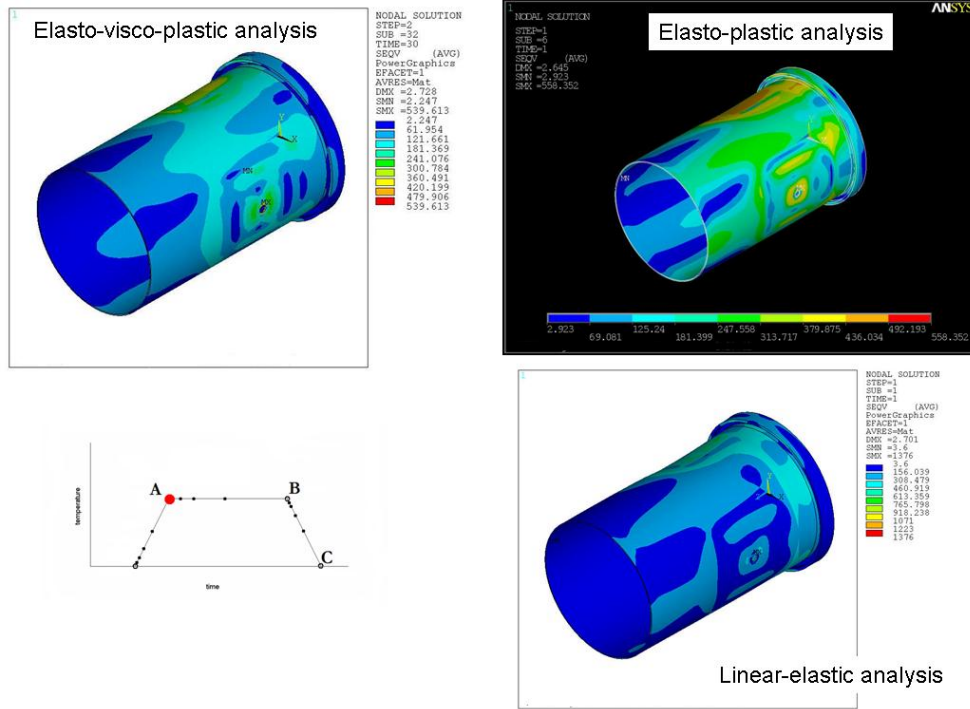 Elasto-visco-plastic analysis
1
NODAL SOLUTION
STEP=2
SUB =32
TIME=30
SEQV (AVG)
PowerGraphics
EFACET=1
AVRES=Mat
DMX =2.728
SMN =2.247
SMX =539.613
2.247
61.954
121.661
181.369
241.076
300.784
360.491
420.199
479.906
539.613
Y
X
MN
MX
Elasto-plastic analysis
ANSYS
1
NODAL SOLUTION
STEP=1
SUB =6
TIME=1
SEQV (AVG)
DMX =2.645
SMN =2.923
SMX =558.352
Y
MN
2.923 125.24 247.558 379.875 492.193
69.081 181.399 313.717 436.034 558.352
A
B
C
temperature
time
1
NODAL SOLUTION
STEP=1
SUB =1
TIME=1
SEQV (AVG)
PowerGraphics
EFACET=1
AVRES=Mat
DMX =2.701
SMN =3.6
SMX =1376
3.6
156.039
308.479
460.919
613.359
765.798
918.238
1071
1223
1376
Y
Z
X
Linear-elastic analysis